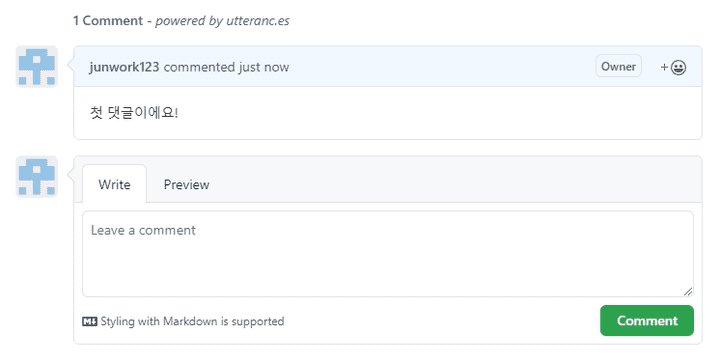 1 Comment - powered by utteranc.es
junwork123 commented just now Owner +
첫 댓글이에요!
Write Preview
Leave a comment
Styling with Markdown is supported Comment